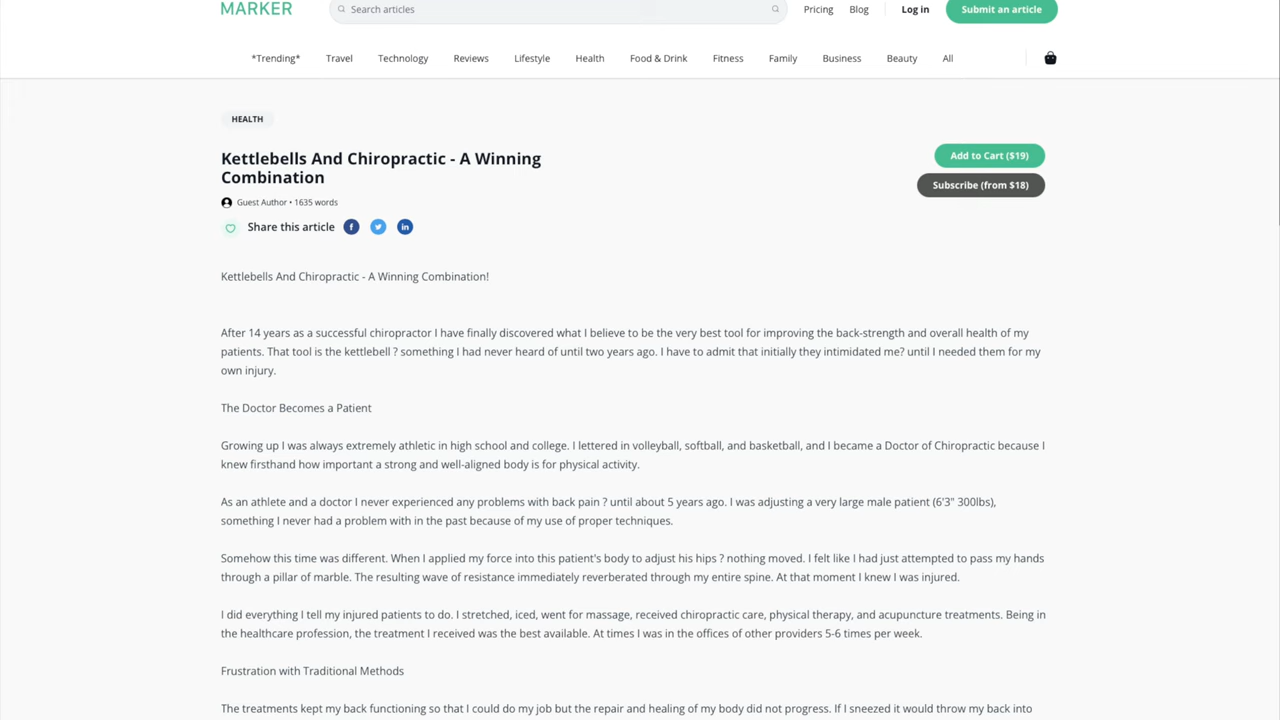 MARKER
Search articles
Pricing
Blog
Log in
Submit an article
*Trending*
Travel
Technology
Reviews
Lifestyle
Health
Food & Drink
Fitness
Family
Business
Beauty
All
HEALTH
Kettlebells And Chiropractic - A Winning
Combination
Add to Cart ($19)
Subscribe (from $18)
Guest Author • 1635 words
Share this article
Kettlebells And Chiropractic - A Winning Combination!
After 14 years as a successful chiropractor I have finally discovered what I believe to be the very best tool for improving the back-strength and overall health of my
patients. That tool is the kettlebell ? something I had never heard of until two years ago. I have to admit that initially they intimidated me? until I needed them for my
own injury.
The Doctor Becomes a Patient
Growing up I was always extremely athletic in high school and college. I lettered in volleyball, softball, and basketball, and I became a Doctor of Chiropractic because I
knew firsthand how important a strong and well-aligned body is for physical activity.
As an athlete and a doctor I never experienced any problems with back pain ? until about 5 years ago. I was adjusting a very large male patient (6'3" 300lbs),
something I never had a problem with in the past because of my use of proper techniques.
Somehow this time was different. When I applied my force into this patient's body to adjust his hips ? nothing moved. I felt like I had just attempted to pass my hands
through a pillar of marble. The resulting wave of resistance immediately reverberated through my entire spine. At that moment I knew I was injured.
I did everything I tell my injured patients to do. I stretched, iced, went for massage, received chiropractic care, physical therapy, and acupuncture treatments. Being in
the healthcare profession, the treatment I received was the best available. At times I was in the offices of other providers 5-6 times per week.
Frustration with Traditional Methods
The treatments kept my back functioning so that I could do my job but the repair and healing of my body did not progress. If I sneezed it would throw my back into